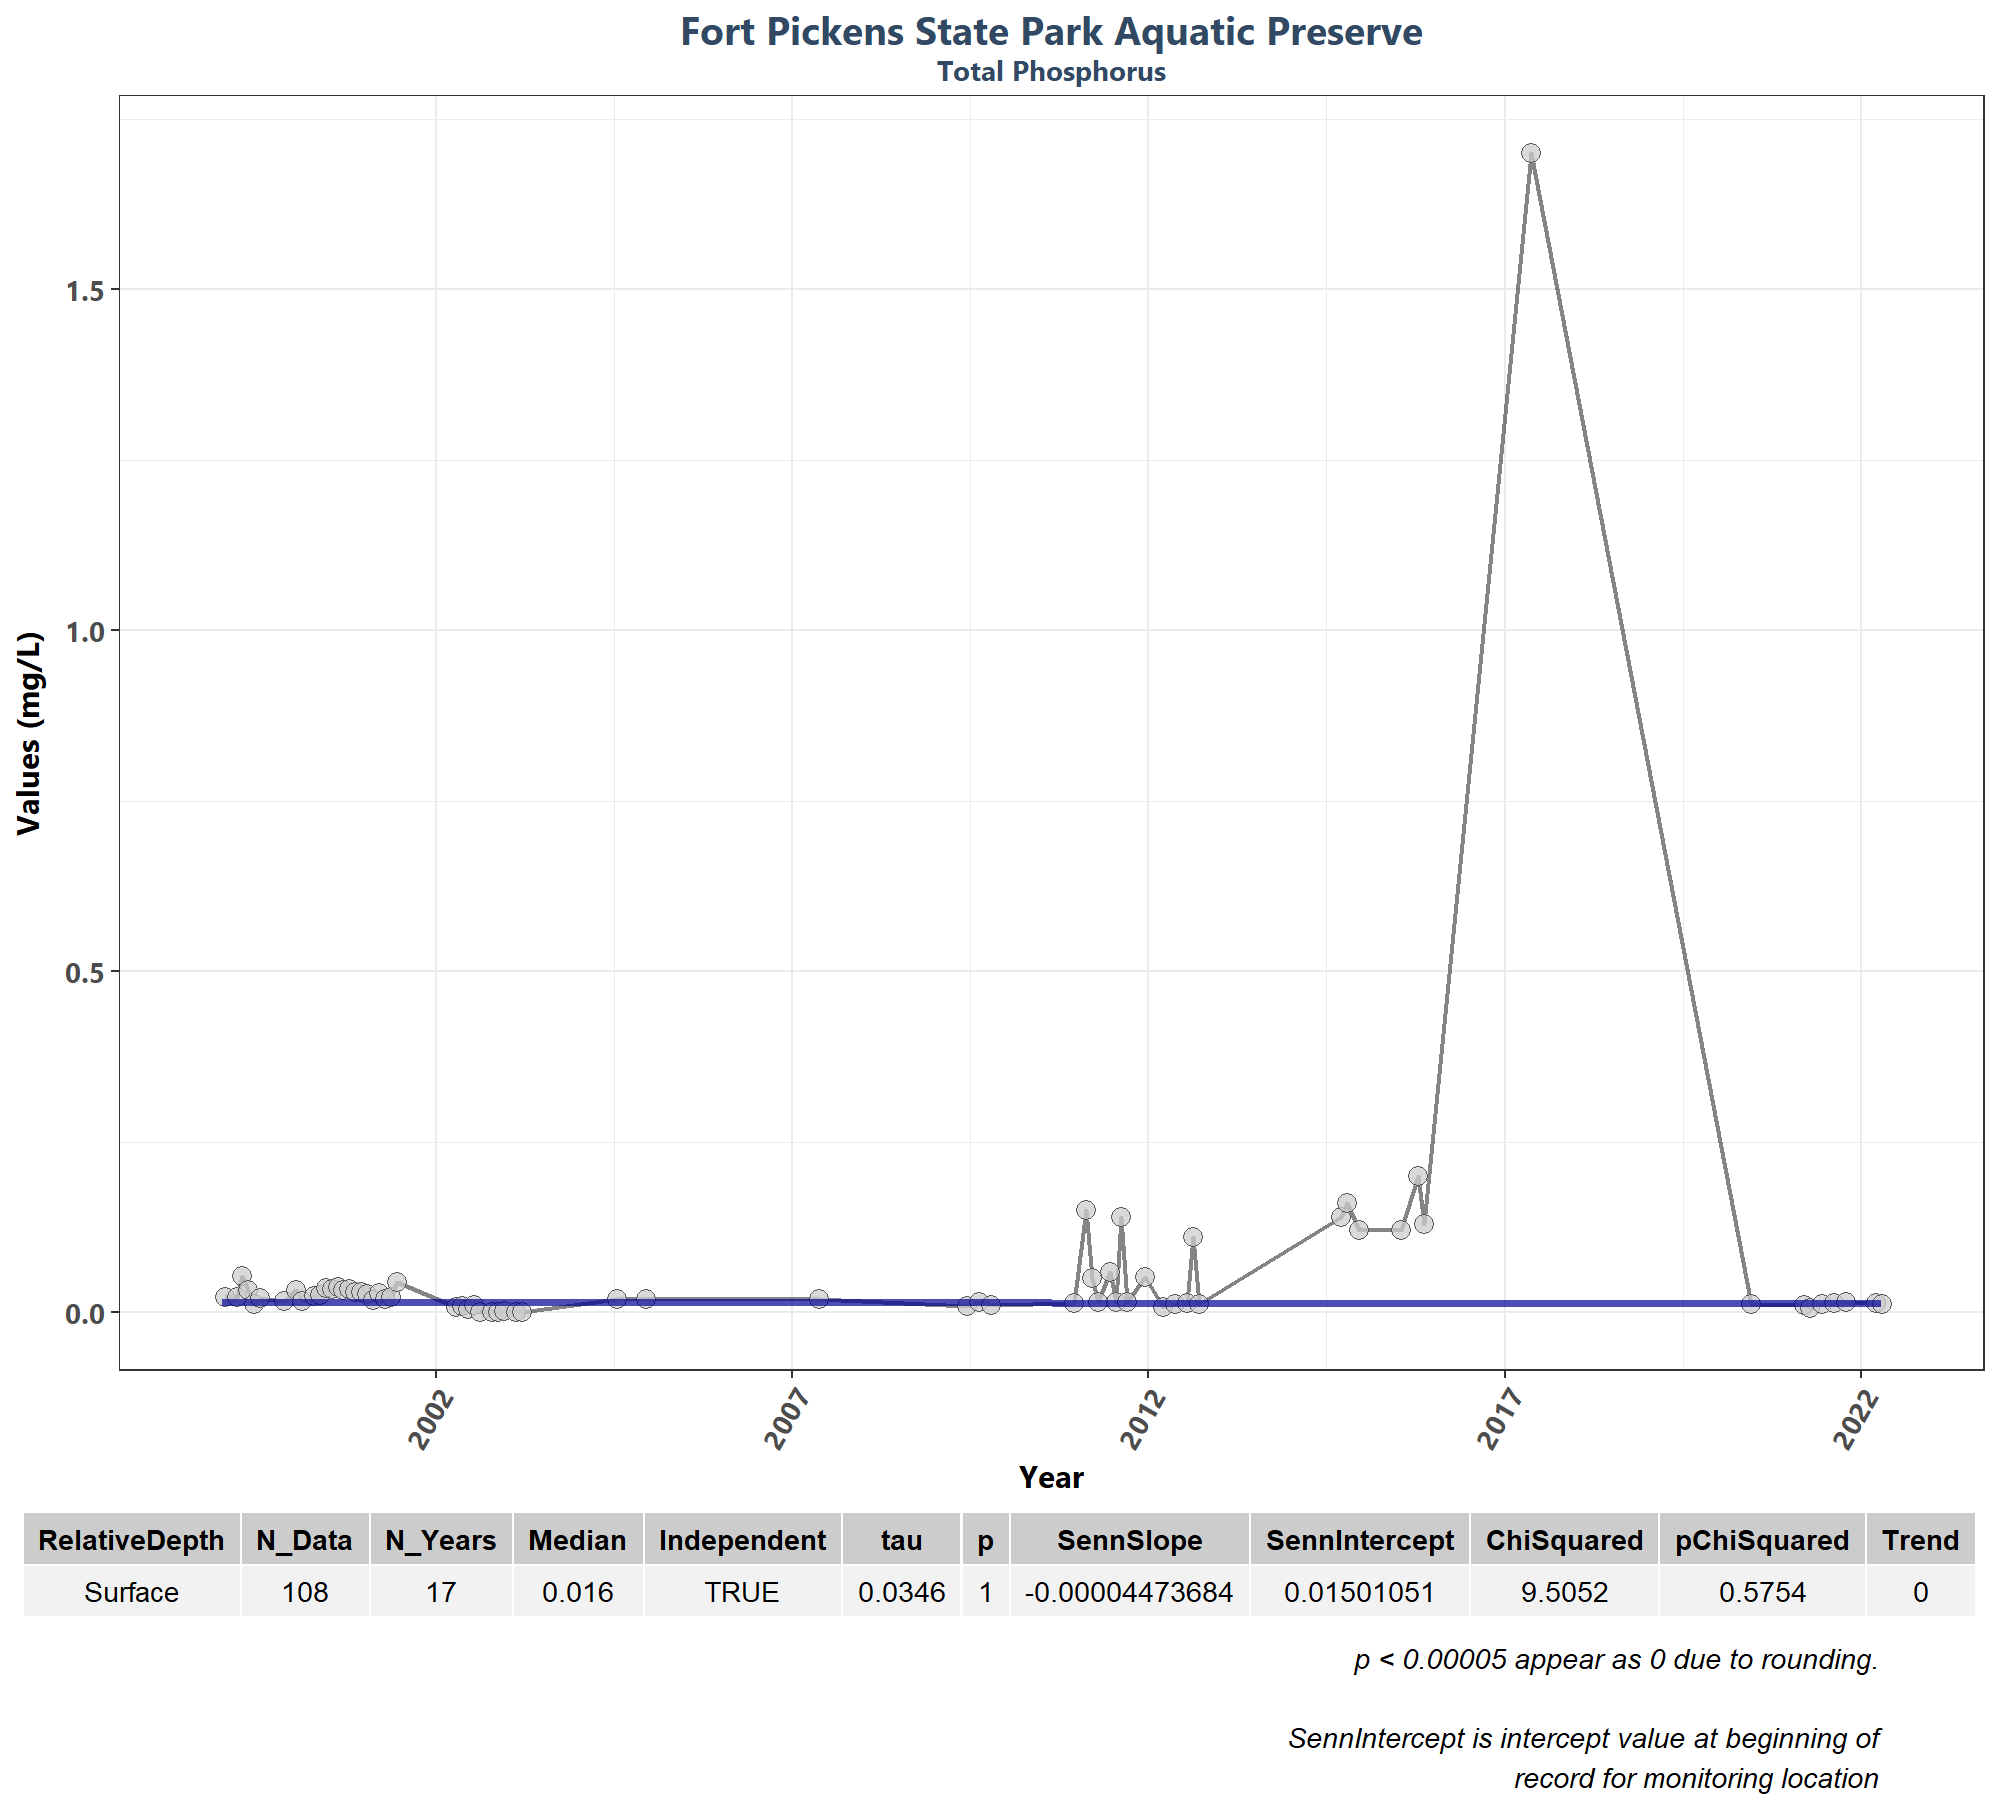 Fort Pickens State Park Aquatic Preserve
Total Phosphorus
Values (mg/L)
1.5
1.0
0.5
0.0
2002 2007 2012 2017 2022
Year
RelativeDepth N_Data N_Years Median Independent tau p SennSlope SennIntercept ChiSquared pChiSquared Trend
Surface 108 17 0.016 TRUE 0.0346 1 -0.00004473684 0.01501051 9.5052 0.5754 0
p < 0.00005 appear as 0 due to rounding.
SennIntercept is intercept value at beginning of
record for monitoring location